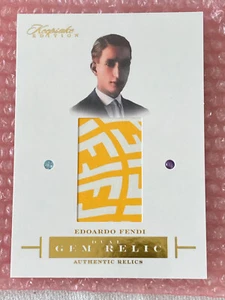 Keepsake
EDITION
EDOARDO FENDI
DUAL
GEM RELIC
AUTHENTIC RELICS